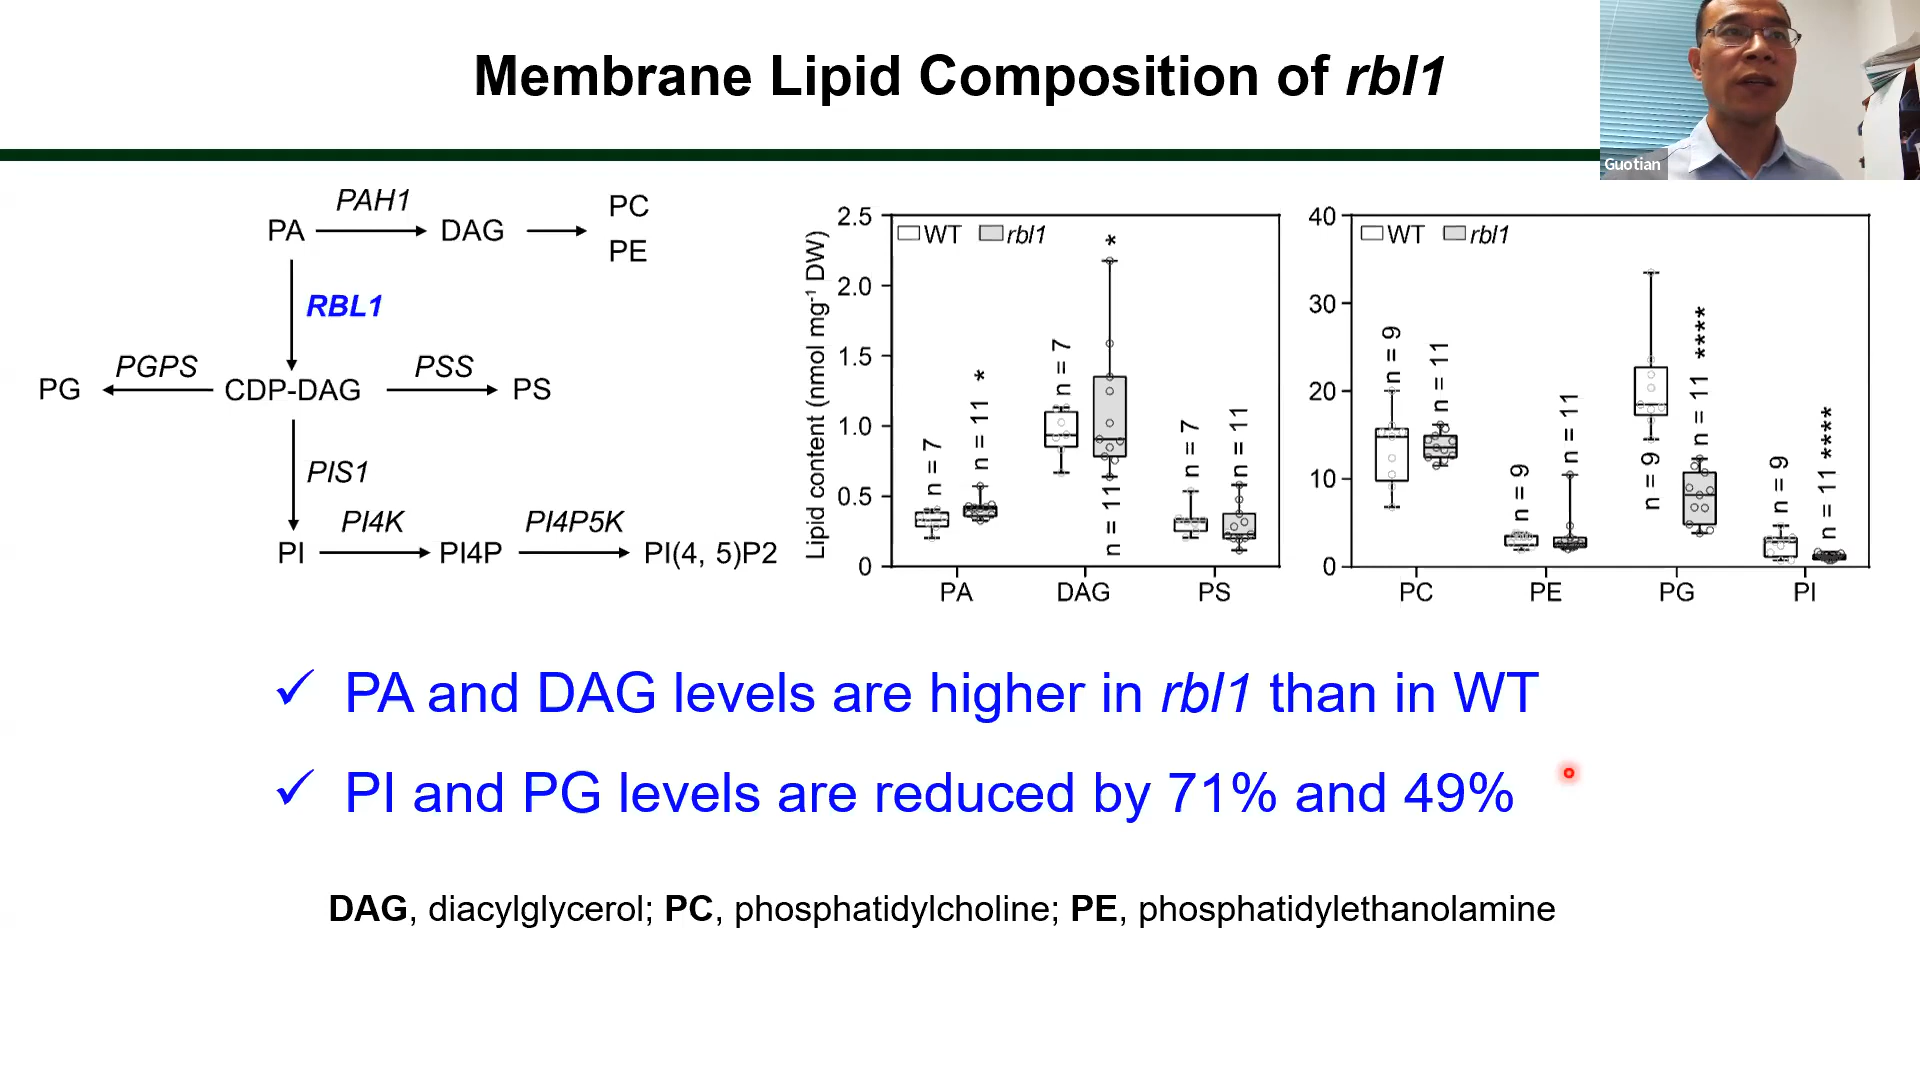 Membrane Lipid Composition of rbl1
Guotian
PAH1
PA
DAG
PC
PE
RBL1
PGPS
PSS
PG
CDP-DAG
PS
PIS1
PI4K
PI4P5K
PI
PI4P
PI(4, 5)P2
Lipid content (nmol mg-1 DW)
2.5
2.0
1.5
1.0
0.5
0
WT
rbl1
n = 7
n = 11 *
n = 7
n = 11
*
n = 7
n = 11
PA
DAG
PS
40
30
20
10
0
WT
rbl1
n = 9
n = 11
n = 9
n = 11
n = 9
n = 11 ****
n = 9
n = 11 ****
PC
PE
PG
PI
✓ PA and DAG levels are higher in rbl1 than in WT
✓ PI and PG levels are reduced by 71% and 49%
DAG, diacylglycerol; PC, phosphatidylcholine; PE, phosphatidylethanolamine